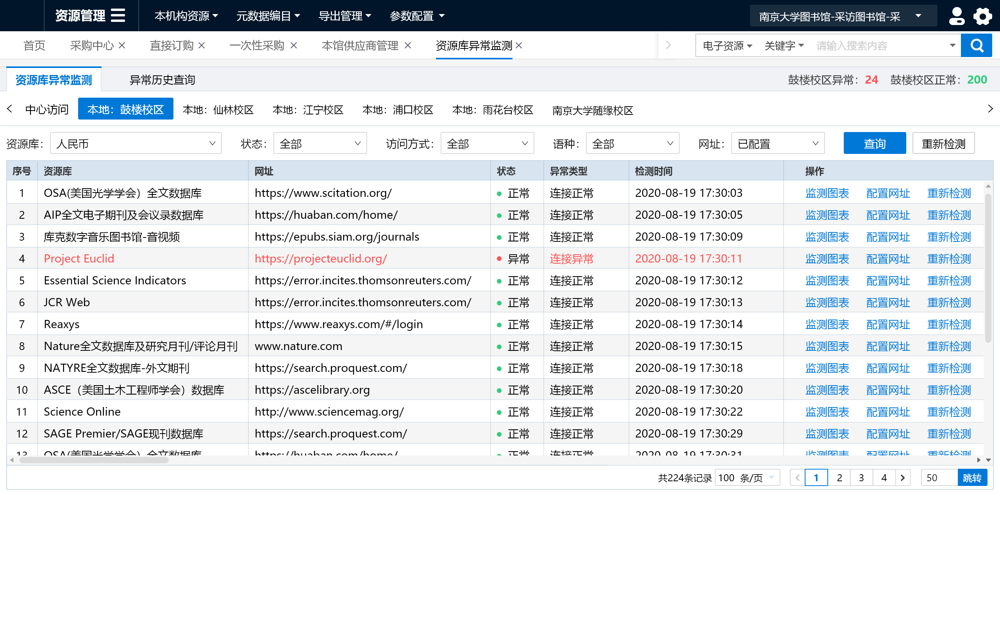 资源管理 本机构资源 元数据编目 导出管理 参数配置 南京大学图书馆-采访图书馆-采
首页 采购中心 直接订购 一次性采购 本馆供应商管理 资源库异常监测 电子资源 关键字 请输入搜索内容
资源库异常监测 异常历史查询 鼓楼校区异常：24 鼓楼校区正常：200
中心访问 本地：鼓楼校区 本地：仙林校区 本地：江宁校区 本地：浦口校区 本地：雨花台校区 南京大学随缘校区
资源库： 人民币 状态： 全部 访问方式： 全部 语种： 全部 网址： 已配置 查询 重新检测
序号 资源库 网址 状态 异常类型 检测时间 操作
1 OSA(美国光学学会）全文数据库 https://www.scitation.org/ 正常 连接正常 2020-08-19 17:30:03 监测图表 配置网址 重新检测
2 AIP全文电子期刊及会议录数据库 https://huaban.com/home/ 正常 连接正常 2020-08-19 17:30:05 监测图表 配置网址 重新检测
3 库克数字音乐图书馆-音视频 https://epubs.siam.org/journals 正常 连接正常 2020-08-19 17:30:09 监测图表 配置网址 重新检测
4 Project Euclid https://projecteuclid.org/ 异常 连接异常 2020-08-19 17:30:11 监测图表 配置网址 重新检测
5 Essential Science Indicators https://error.incites.thomsonreuters.com/ 正常 连接正常 2020-08-19 17:30:12 监测图表 配置网址 重新检测
6 JCR Web https://error.incites.thomsonreuters.com/ 正常 连接正常 2020-08-19 17:30:13 监测图表 配置网址 重新检测
7 Reaxys https://www.reaxys.com/#/login 正常 连接正常 2020-08-19 17:30:14 监测图表 配置网址 重新检测
8 Nature全文数据库及研究月刊/评论月刊 www.nature.com 正常 连接正常 2020-08-19 17:30:15 监测图表 配置网址 重新检测
9 NATYRE全文数据库-外文期刊 https://search.proquest.com/ 正常 连接正常 2020-08-19 17:30:18 监测图表 配置网址 重新检测
10 ASCE（美国土木工程师学会）数据库 https://ascelibrary.org 正常 连接正常 2020-08-19 17:30:20 监测图表 配置网址 重新检测
11 Science Online http://www.sciencemag.org/ 正常 连接正常 2020-08-19 17:30:22 监测图表 配置网址 重新检测
12 SAGE Premier/SAGE现刊数据库 https://search.proquest.com/ 正常 连接正常 2020-08-19 17:30:29 监测图表 配置网址 重新检测
13 OSA(美国光学学会）全文数据库 https://huaban.com/home/ 正常 连接正常 2020-08-19 17:30:31 监测图表 配置网址 重新检测
共224条记录 100 条/页 1 2 3 4 50 跳转